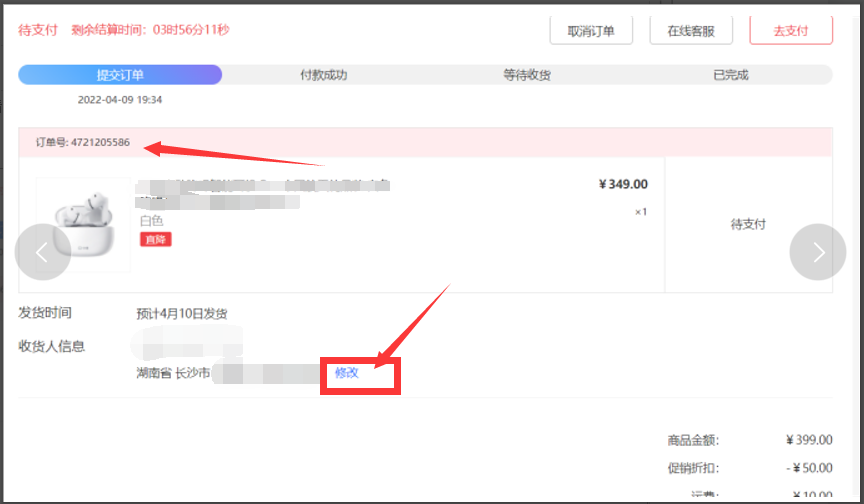 待支付 剩余结算时间：03时56分11秒 取消订单 在线客服 去支付
提交订单 付款成功 等待收货 已完成
2022-04-09 19:34
订单号: 4721205586
¥349.00
×1
白色
直降
待支付
发货时间 预计4月10日发货
收货人信息
湖南省 长沙市 修改
商品金额： ¥399.00
促销折扣： -¥50.00
运费： ¥10.00